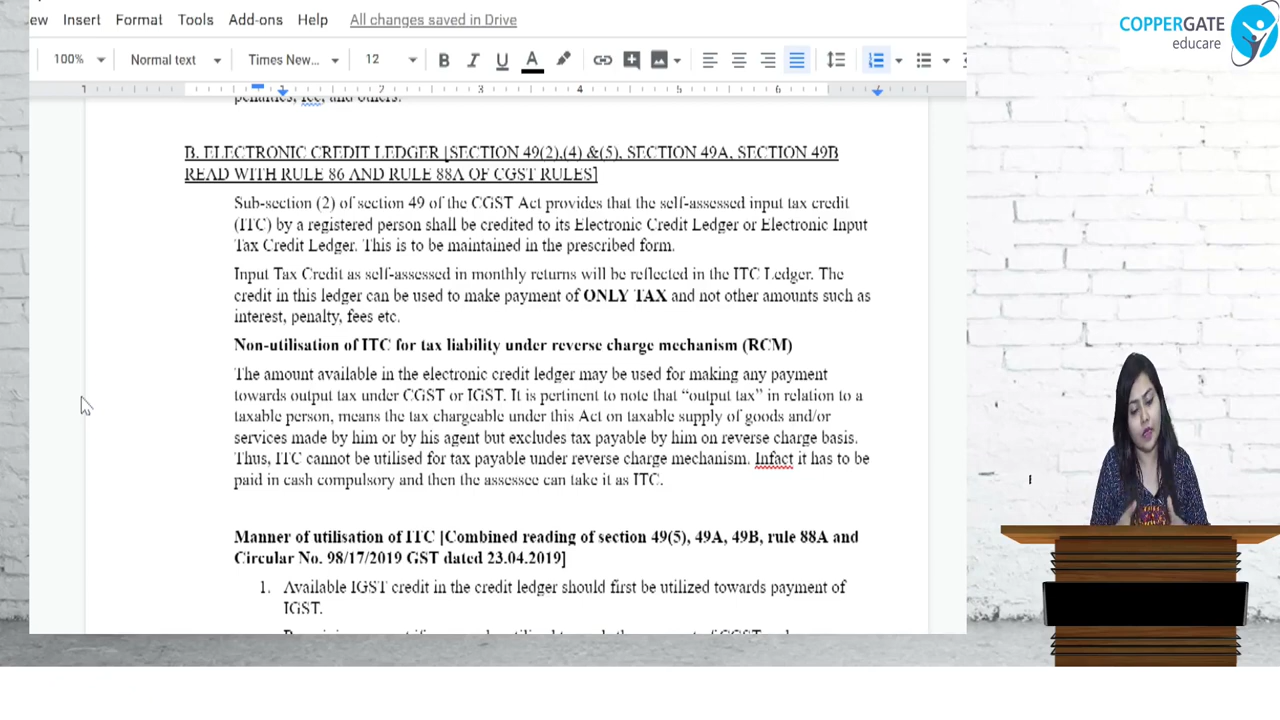 ew Insert Format Tools Add-ons Help All changes saved in Drive
COPPERGATE
educare
100% Normal text Times New... 12
1 1 2 3 4 5 6 7
penalties, fee, and others.
B. ELECTRONIC CREDIT LEDGER [SECTION 49(2),(4) &(5), SECTION 49A, SECTION 49B
READ WITH RULE 86 AND RULE 88A OF CGST RULES]
Sub-section (2) of section 49 of the CGST Act provides that the self-assessed input tax credit
(ITC) by a registered person shall be credited to its Electronic Credit Ledger or Electronic Input
Tax Credit Ledger. This is to be maintained in the prescribed form.
Input Tax Credit as self-assessed in monthly returns will be reflected in the ITC Ledger. The
credit in this ledger can be used to make payment of ONLY TAX and not other amounts such as
interest, penalty, fees etc.
Non-utilisation of ITC for tax liability under reverse charge mechanism (RCM)
The amount available in the electronic credit ledger may be used for making any payment
towards output tax under CGST or IGST. It is pertinent to note that “output tax” in relation to a
taxable person, means the tax chargeable under this Act on taxable supply of goods and/or
services made by him or by his agent but excludes tax payable by him on reverse charge basis.
Thus, ITC cannot be utilised for tax payable under reverse charge mechanism. Infact it has to be
paid in cash compulsory and then the assessee can take it as ITC.
Manner of utilisation of ITC [Combined reading of section 49(5), 49A, 49B, rule 88A and
Circular No. 98/17/2019 GST dated 23.04.2019]
1. Available IGST credit in the credit ledger should first be utilized towards payment of
IGST.